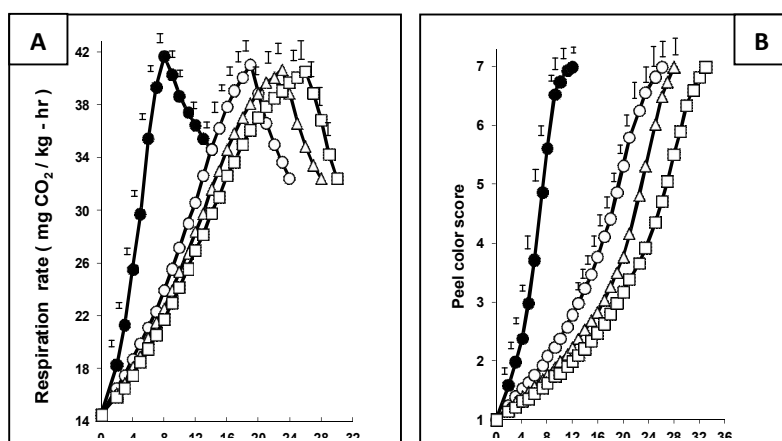 A
Respiration rate ( mg CO₂ / kg - hr)
42
38
34
30
26
22
18
14
0 4 8 12 16 20 24 28 32
B
Peel color score
7
6
5
4
3
2
1
0 4 8 12 16 20 24 28 32 36